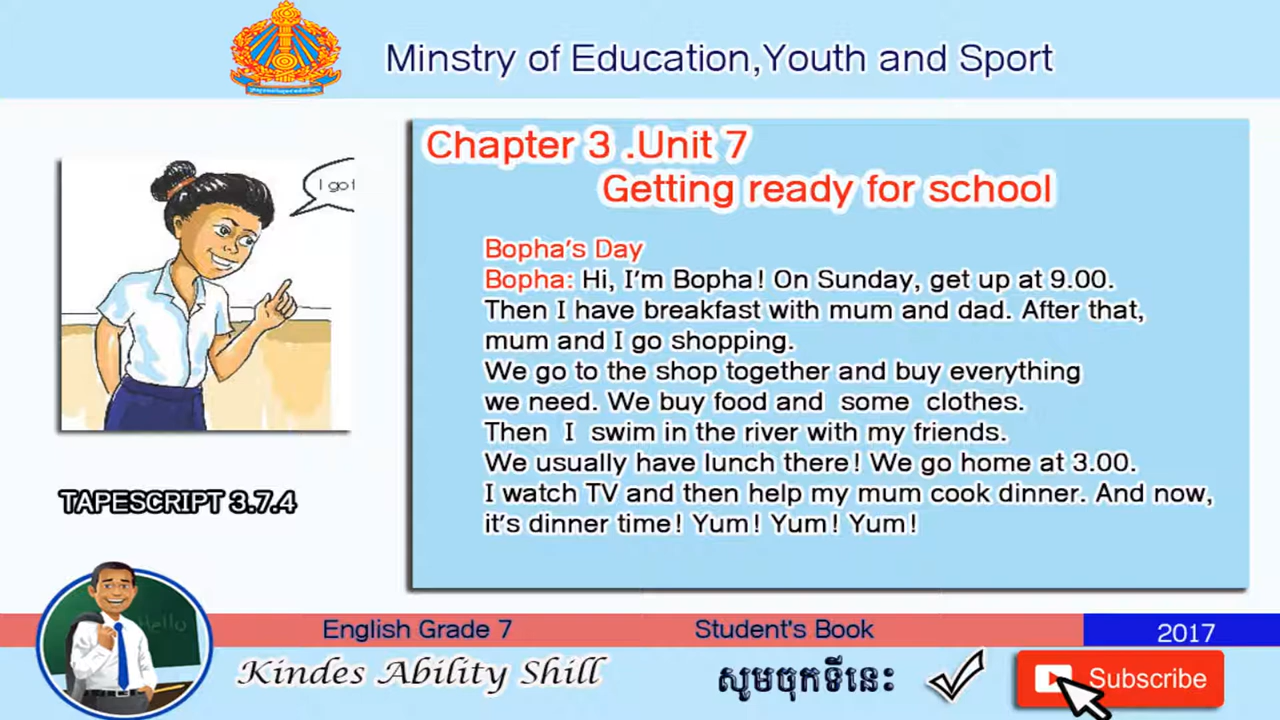 Minstry of Education,Youth and Sport
Chapter 3 .Unit 7
Getting ready for school
I go t
Bopha's Day
Bopha: Hi, I'm Bopha! On Sunday, get up at 9.00.
Then I have breakfast with mum and dad. After that,
mum and I go shopping.
We go to the shop together and buy everything
we need. We buy food and some clothes.
Then I swim in the river with my friends.
We usually have lunch there! We go home at 3.00.
I watch TV and then help my mum cook dinner. And now,
it's dinner time! Yum! Yum! Yum!
TAPESCRIPT 3.7.4
Hello
English Grade 7
Student's Book
2017
Kindes Ability Shill
សូមចុកទីនេះ
Subscribe